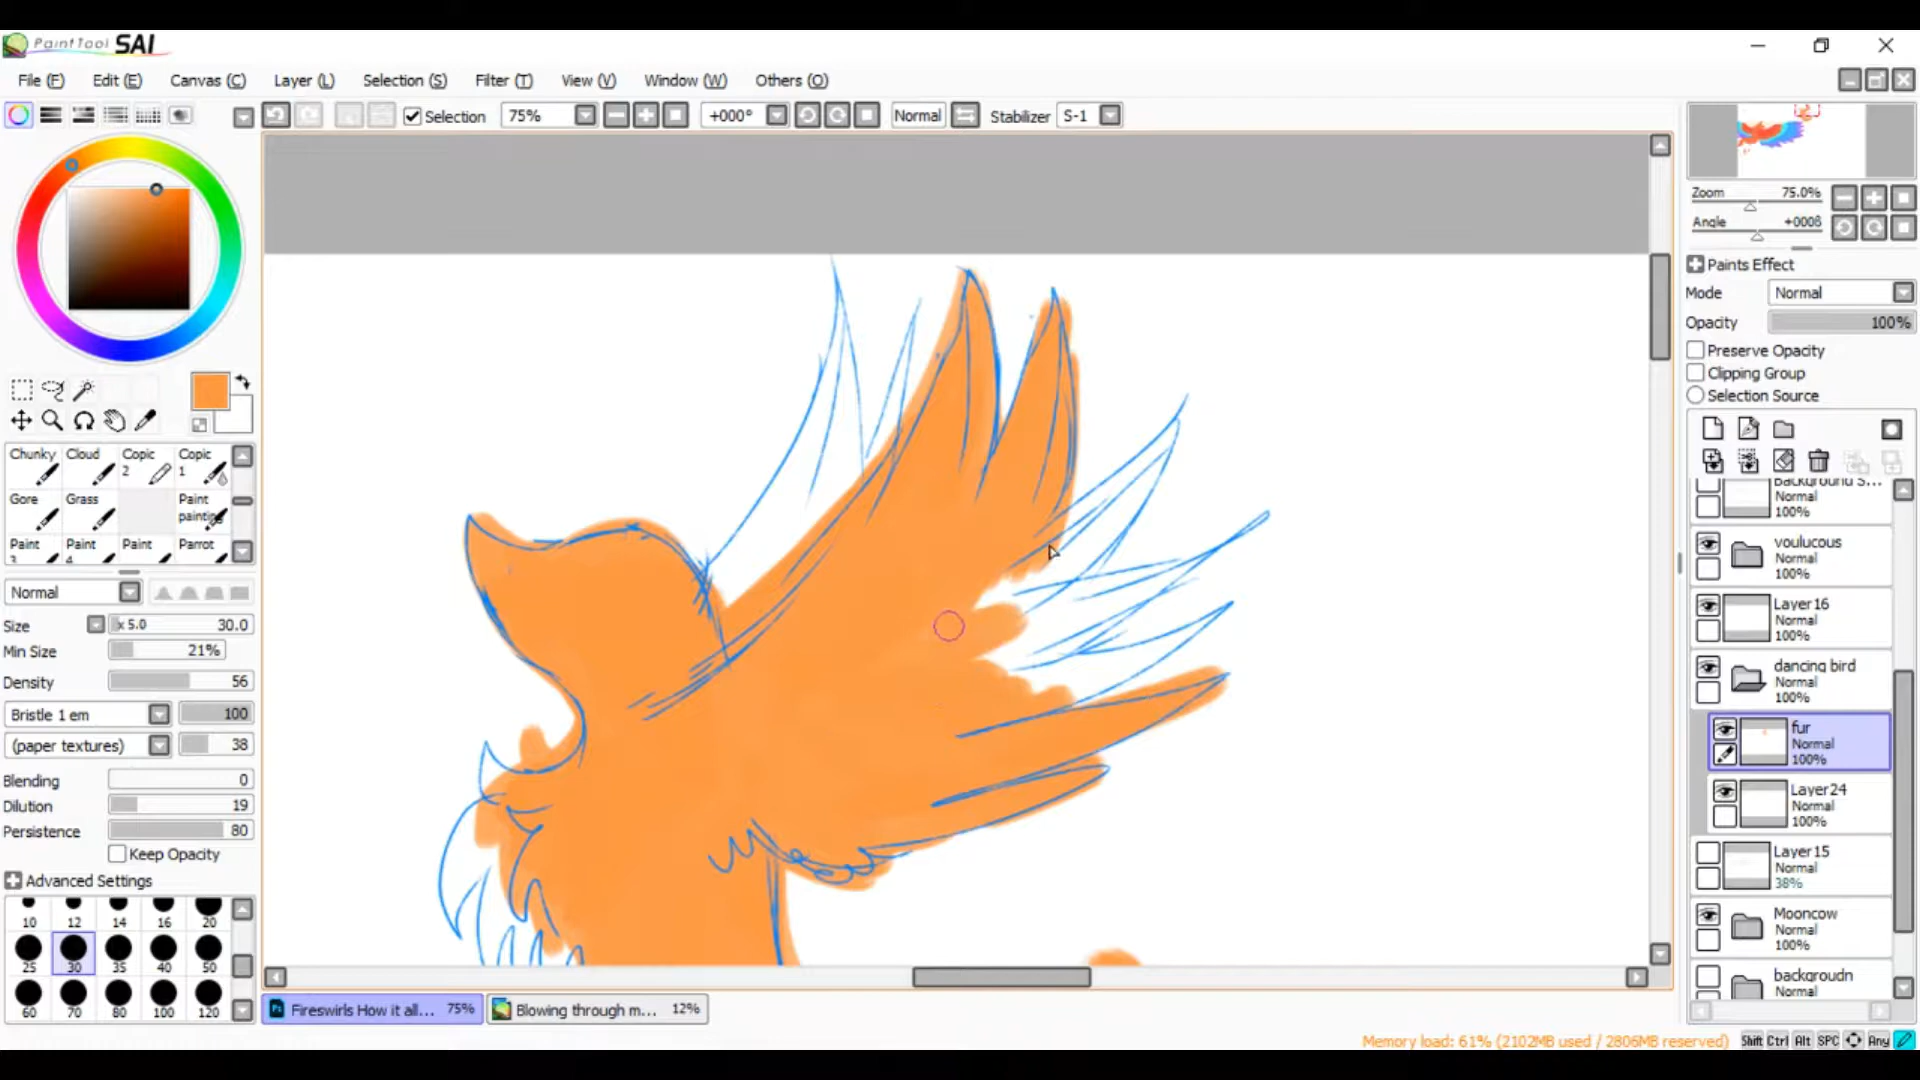 PaintTool SAI
File (F) Edit (E) Canvas (C) Layer (L) Selection (S) Filter (T) View (V) Window (W) Others (O)
Selection 75% +000° Normal Stabilizer S-1
Zoom 75.0%
Angle +000ß
Paints Effect
Mode Normal
Opacity 100%
Preserve Opacity
Clipping Group
Selection Source
Chunky Cloud Copic 2 Copic 1
Gore Grass Paint painting
Paint 3 Paint 4 Paint Parrot
Normal
Size x 5.0 30.0
Min Size 21%
Density 56
Bristle 1 em 100
(paper textures) 38
Blending 0
Dilution 19
Persistence 80
Keep Opacity
Advanced Settings
10 12 14 16 20
25 30 35 40 50
60 70 80 100 120
Background S...
Normal
100%
voulucous
Normal
100%
Layer16
Normal
100%
dancing bird
Normal
100%
fur
Normal
100%
Layer24
Normal
100%
Layer15
Normal
38%
Mooncow
Normal
100%
backgroudn
Normal
Fireswirls How it all... 75% Blowing through m... 12%
Memory load: 61% (2102MB used / 2806MB reserved) Shift Ctrl Alt SPC Any